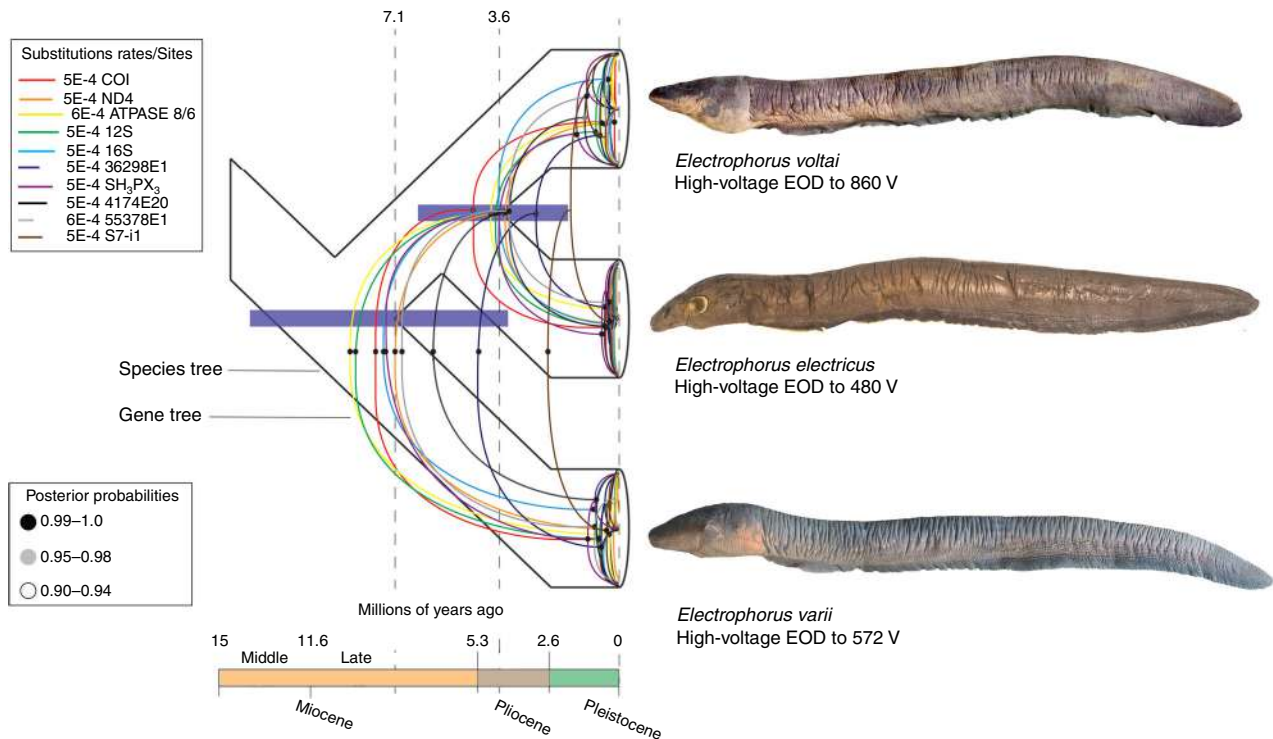 7.1
3.6
Substitutions rates/Sites
5E-4 COI
5E-4 ND4
6E-4 ATPASE 8/6
5E-4 12S
5E-4 16S
5E-4 36298E1
5E-4 SH₃PX₃
5E-4 4174E20
6E-4 55378E1
5E-4 S7-i1
Electrophorus voltai
High-voltage EOD to 860 V
Electrophorus electricus
High-voltage EOD to 480 V
Species tree
Gene tree
Posterior probabilities
0.99–1.0
0.95–0.98
0.90–0.94
Electrophorus varii
High-voltage EOD to 572 V
Millions of years ago
15
11.6
5.3
2.6
0
Middle
Late
Miocene
Pliocene
Pleistocene